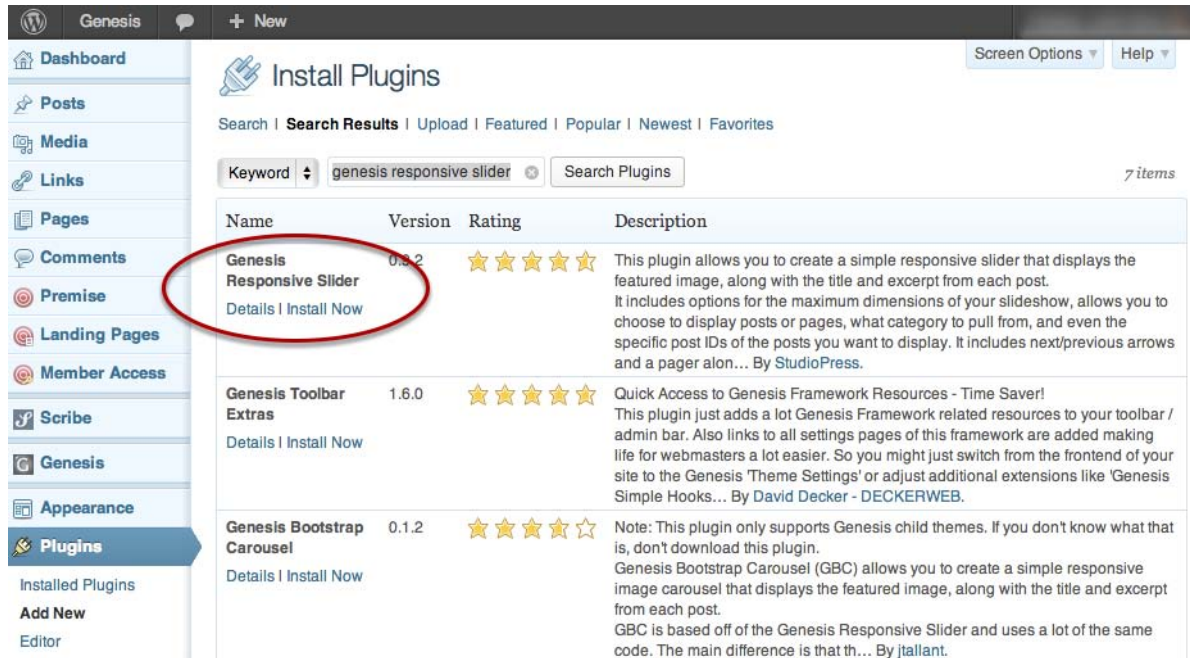 Genesis + New
Screen Options Help
Dashboard
Posts
Media
Links
Pages
Comments
Premise
Landing Pages
Member Access
Scribe
Genesis
Appearance
Plugins
Installed Plugins
Add New
Editor
Install Plugins
Search | Search Results | Upload | Featured | Popular | Newest | Favorites
Keyword genesis responsive slider Search Plugins 7 items
Name Version Rating Description
Genesis
Responsive Slider
Details | Install Now
This plugin allows you to create a simple responsive slider that displays the
featured image, along with the title and excerpt from each post.
It includes options for the maximum dimensions of your slideshow, allows you to
choose to display posts or pages, what category to pull from, and even the
specific post IDs of the posts you want to display. It includes next/previous arrows
and a pager alon... By StudioPress.
Genesis Toolbar
Extras
Details | Install Now
1.6.0
Quick Access to Genesis Framework Resources - Time Saver!
This plugin just adds a lot Genesis Framework related resources to your toolbar /
admin bar. Also links to all settings pages of this framework are added making
life for webmasters a lot easier. So you might just switch from the frontend of your
site to the Genesis 'Theme Settings' or adjust additional extensions like 'Genesis
Simple Hooks... By David Decker - DECKERWEB.
Genesis Bootstrap
Carousel
Details | Install Now
0.1.2
Note: This plugin only supports Genesis child themes. If you don't know what that
is, don't download this plugin.
Genesis Bootstrap Carousel (GBC) allows you to create a simple responsive
image carousel that displays the featured image, along with the title and excerpt
from each post.
GBC is based off of the Genesis Responsive Slider and uses a lot of the same
code. The main difference is that th... By jtallant.